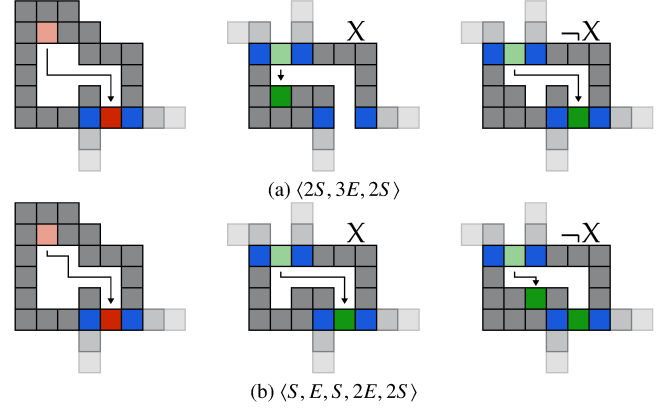 X ¬X
(a) ⟨2S, 3E, 2S⟩
X ¬X
(b) ⟨S, E, S, 2E, 2S⟩